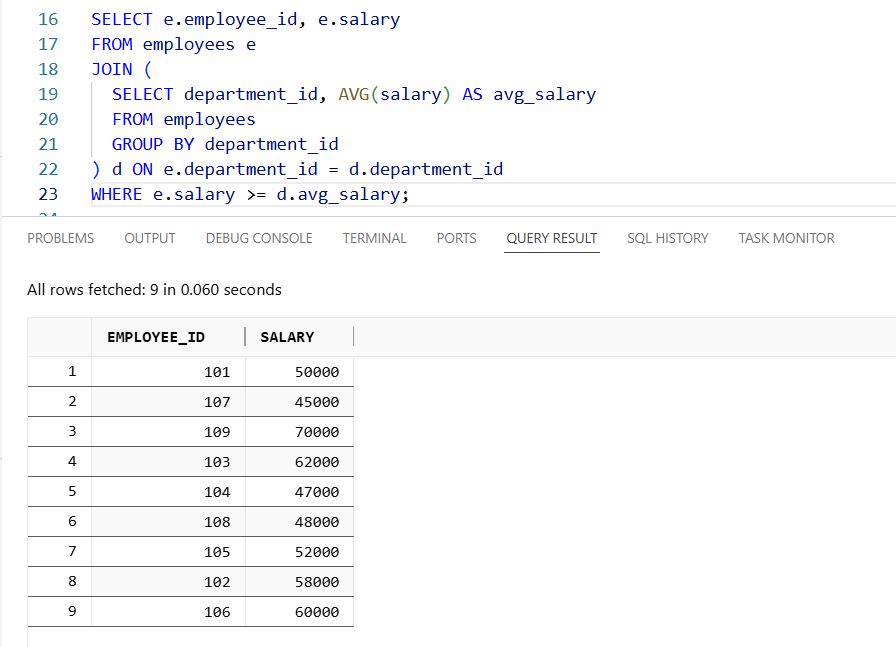 16 SELECT e.employee_id, e.salary
17 FROM employees e
18 JOIN (
19 SELECT department_id, AVG(salary) AS avg_salary
20 FROM employees
21 GROUP BY department_id
22 ) d ON e.department_id = d.department_id
23 WHERE e.salary >= d.avg_salary;
PROBLEMS OUTPUT DEBUG CONSOLE TERMINAL PORTS QUERY RESULT SQL HISTORY TASK MONITOR
All rows fetched: 9 in 0.060 seconds
EMPLOYEE_ID SALARY
1 101 50000
2 107 45000
3 109 70000
4 103 62000
5 104 47000
6 108 48000
7 105 52000
8 102 58000
9 106 60000